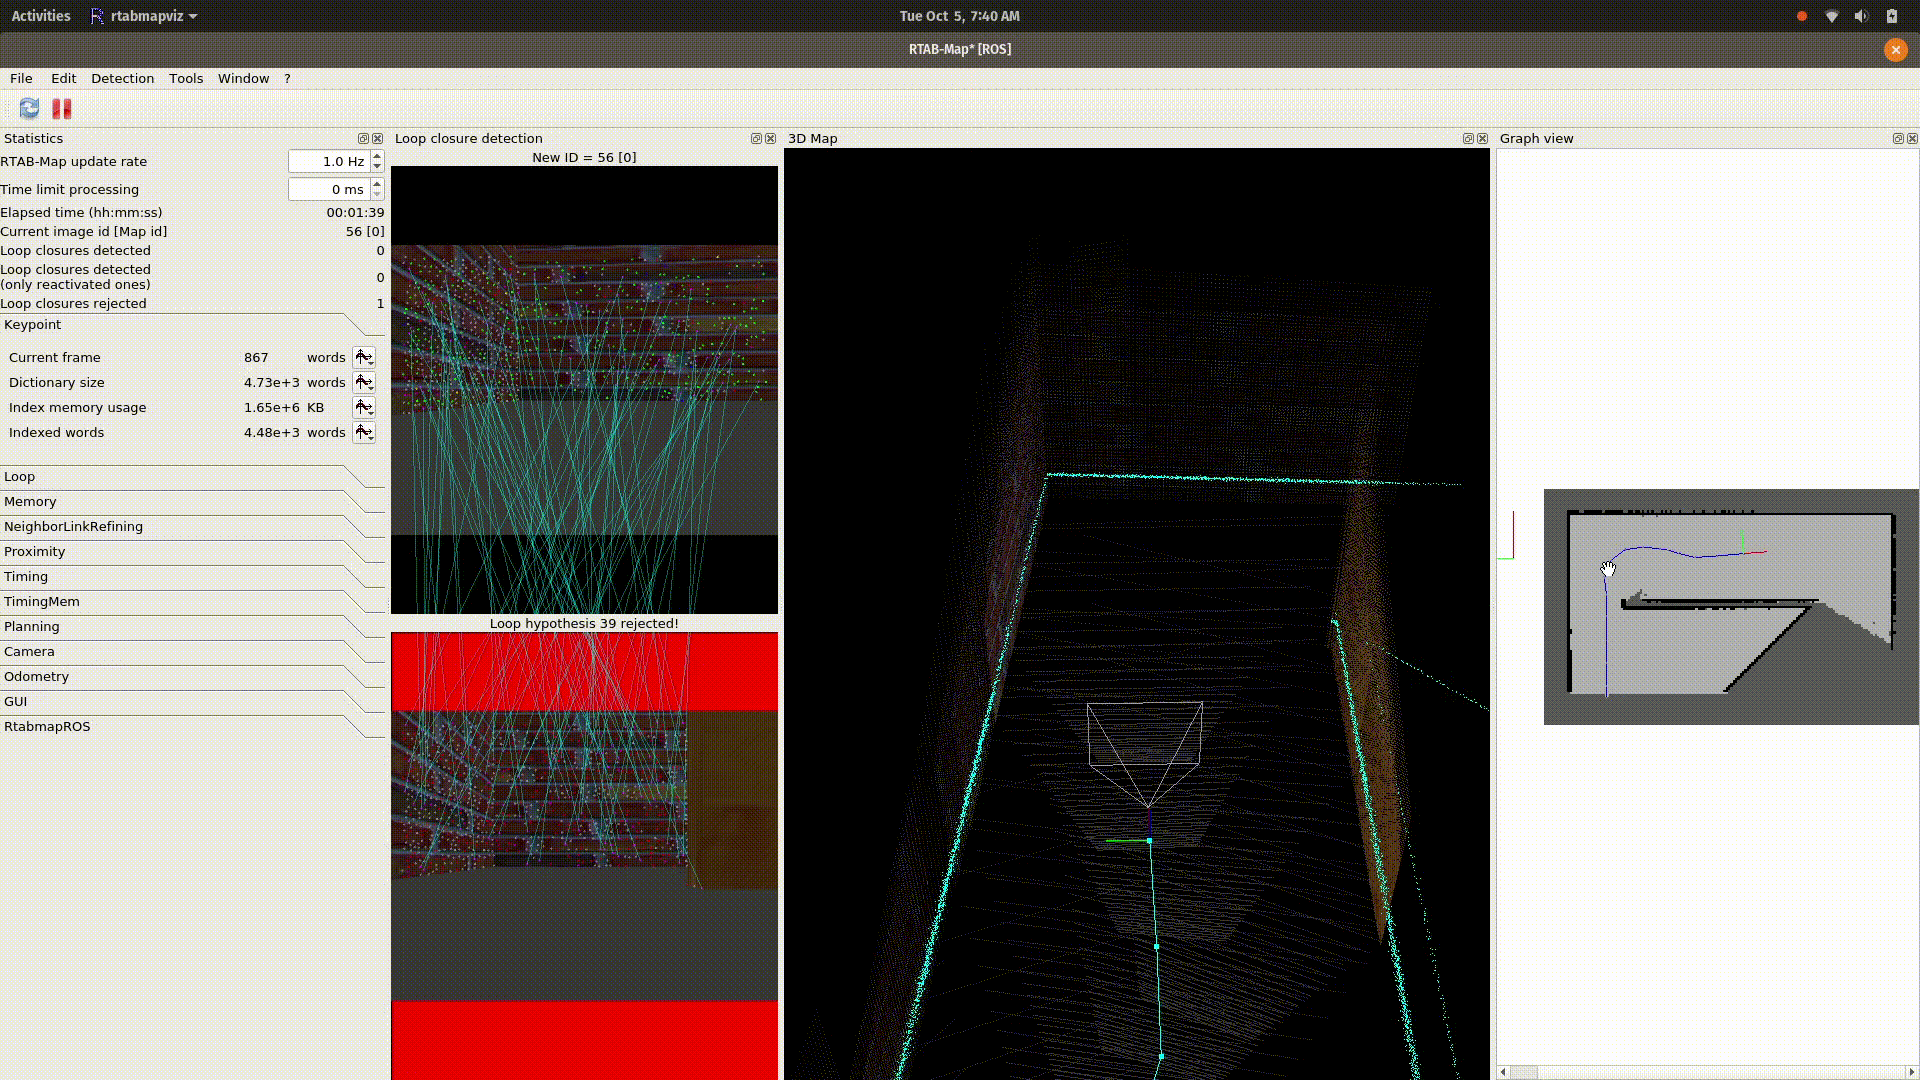 Activities rtabmapviz Tue Oct 5, 7:40 AM
RTAB-Map* [ROS]
File Edit Detection Tools Window ?
Statistics
RTAB-Map update rate 1.0 Hz
Time limit processing 0 ms
Elapsed time (hh:mm:ss) 00:01:39
Current image id [Map id] 56 [0]
Loop closures detected 0
Loop closures detected
(only reactivated ones) 0
Loop closures rejected 1
Keypoint
Current frame 867 words
Dictionary size 4.73e+3 words
Index memory usage 1.65e+6 KB
Indexed words 4.48e+3 words
Loop
Memory
NeighborLinkRefining
Proximity
Timing
TimingMem
Planning
Camera
Odometry
GUI
RtabmapROS
Loop closure detection
New ID = 56 [0]
Loop hypothesis 39 rejected!
3D Map
Graph view